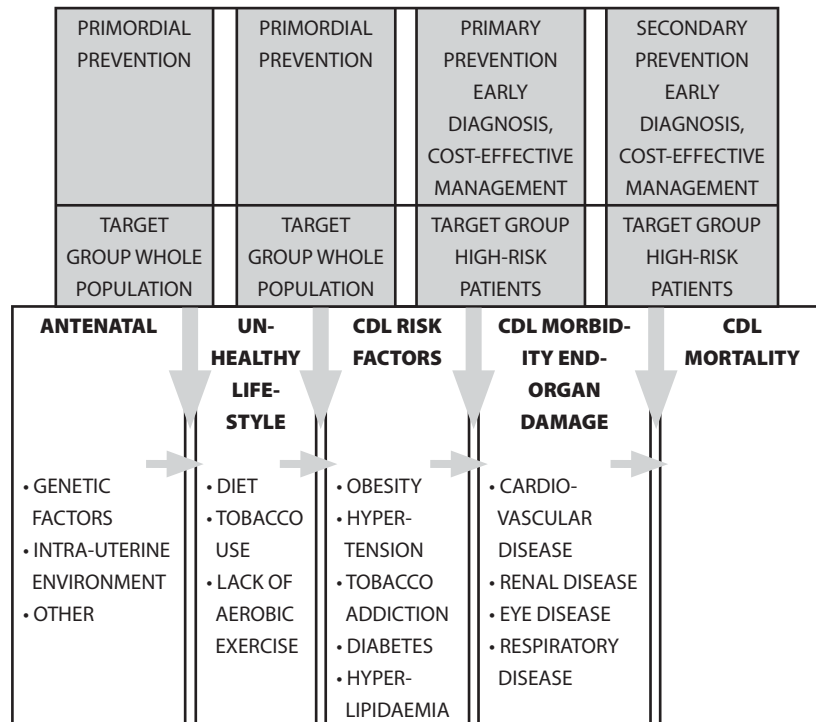 PRIMORDIAL
PREVENTION
PRIMORDIAL
PREVENTION
PRIMARY
PREVENTION
EARLY
DIAGNOSIS,
COST-EFFECTIVE
MANAGEMENT
SECONDARY
PREVENTION
EARLY
DIAGNOSIS,
COST-EFFECTIVE
MANAGEMENT
TARGET
GROUP WHOLE
POPULATION
TARGET
GROUP WHOLE
POPULATION
TARGET GROUP
HIGH-RISK
PATIENTS
TARGET GROUP
HIGH-RISK
PATIENTS
ANTENATAL
• GENETIC
FACTORS
• INTRA-UTERINE
ENVIRONMENT
• OTHER
UN-
HEALTHY
LIFE-
STYLE
• DIET
• TOBACCO
USE
• LACK OF
AEROBIC
EXERCISE
CDL RISK
FACTORS
• OBESITY
• HYPER-
TENSION
• TOBACCO
ADDICTION
• DIABETES
• HYPER-
LIPIDAEMIA
CDL MORBID-
ITY END-
ORGAN
DAMAGE
• CARDIO-
VASCULAR
DISEASE
• RENAL DISEASE
• EYE DISEASE
• RESPIRATORY
DISEASE
CDL
MORTALITY